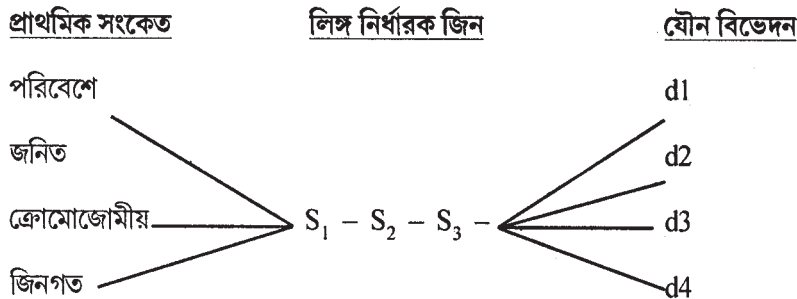 প্রাথমিক সংকেত লিঙ্গ নির্ধারক জিন যৌন বিভেদন
পরিবেশে d1
জনিত d2
ক্রোমোজোমীয় S1 – S2 – S3 – d3
জিনগত d4